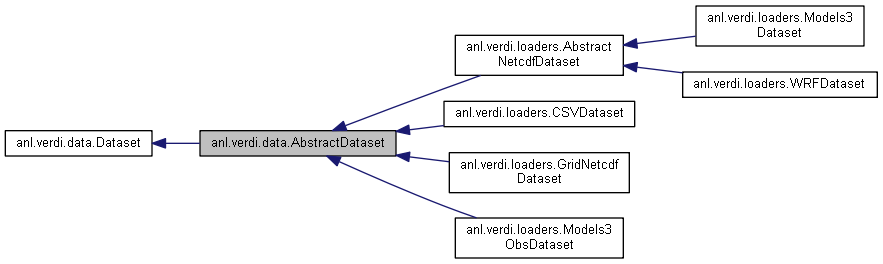 anl.verdi.data.Dataset
anl.verdi.data.AbstractDataset
anl.verdi.loaders.Abstract
NetcdfDataset
anl.verdi.loaders.Models3
Dataset
anl.verdi.loaders.WRFDataset
anl.verdi.loaders.CSVDataset
anl.verdi.loaders.GridNetcdf
Dataset
anl.verdi.loaders.Models3
ObsDataset